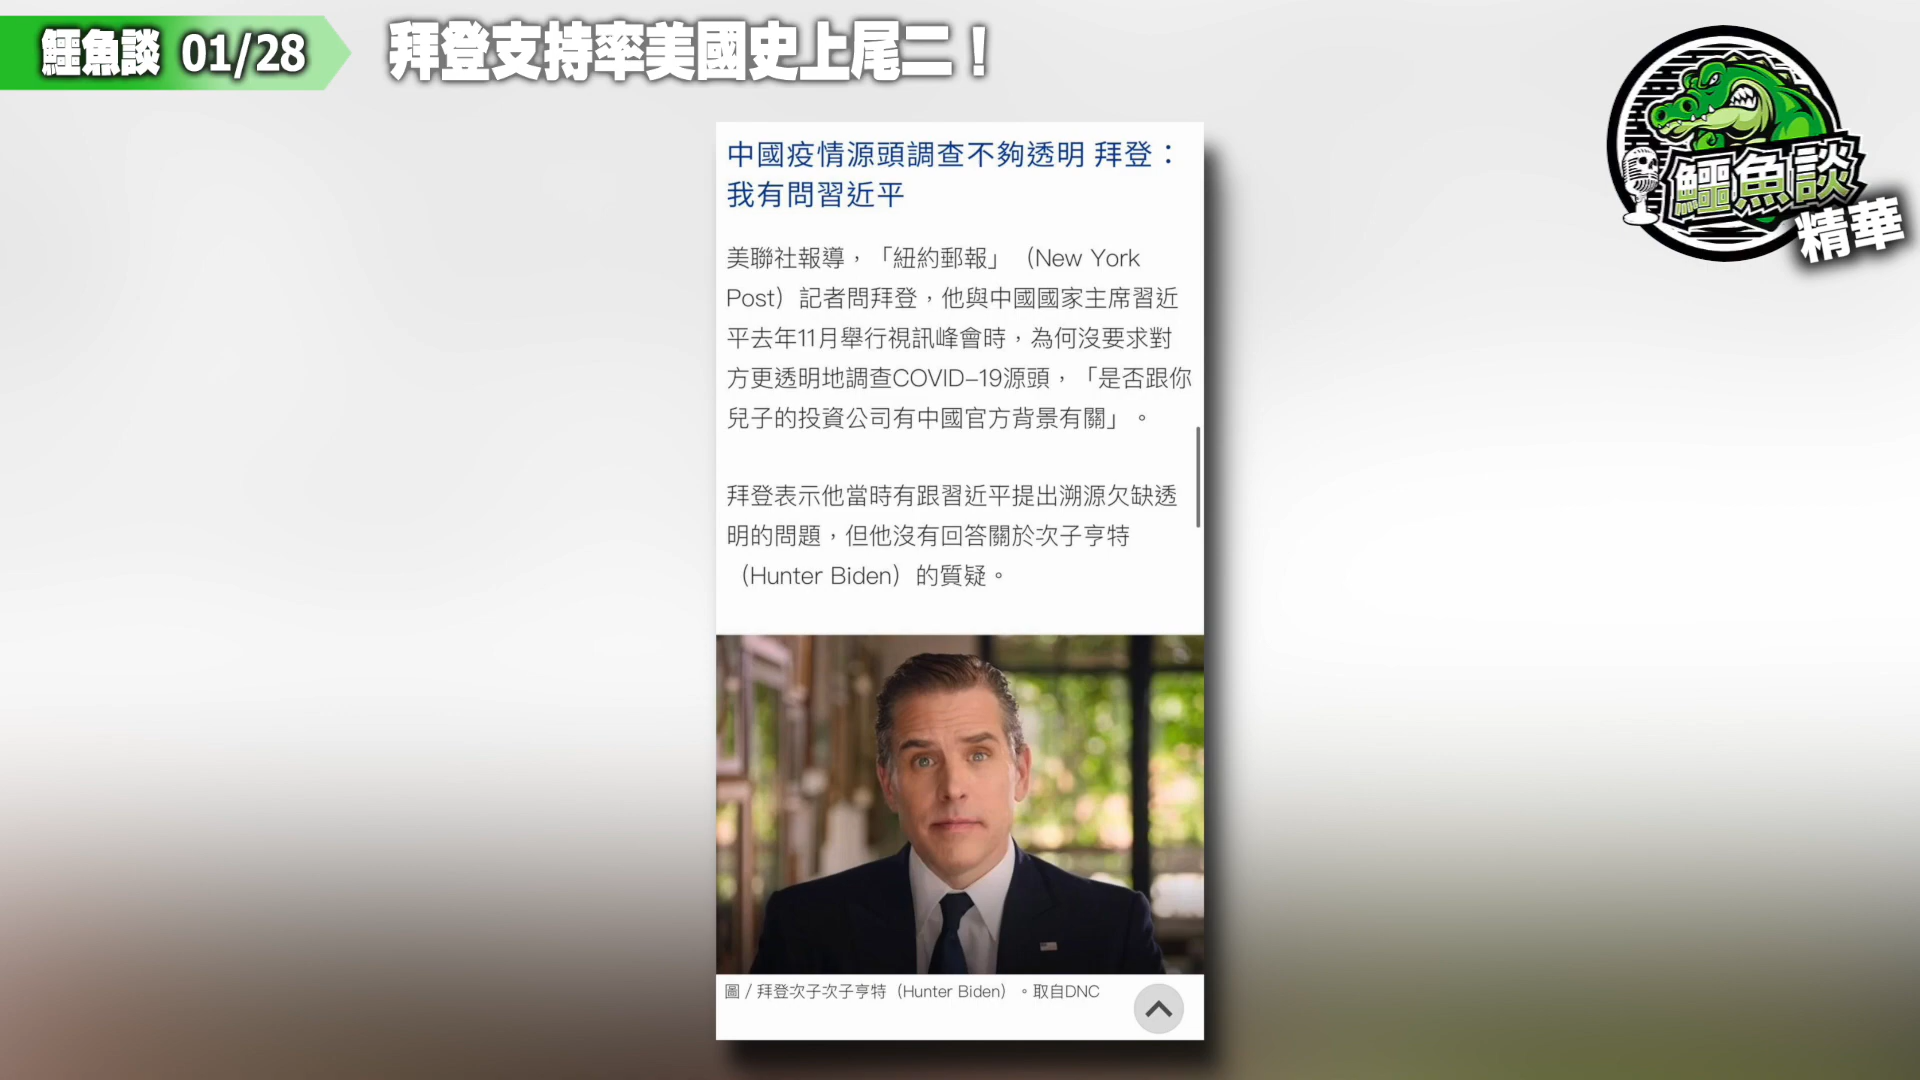 鱷魚談 01/28
拜登支持率美國史上尾二！
鱷魚談
精華
中國疫情源頭調查不夠透明 拜登：
我有問習近平
美聯社報導，「紐約郵報」（New York
Post）記者問拜登，他與中國國家主席習近
平去年11月舉行視訊峰會時，為何沒要求對
方更透明地調查COVID–19源頭，「是否跟你
兒子的投資公司有中國官方背景有關」。
拜登表示他當時有跟習近平提出溯源欠缺透
明的問題，但他沒有回答關於次子亨特
（Hunter Biden）的質疑。
圖 / 拜登次子次子亨特（Hunter Biden）。取自DNC